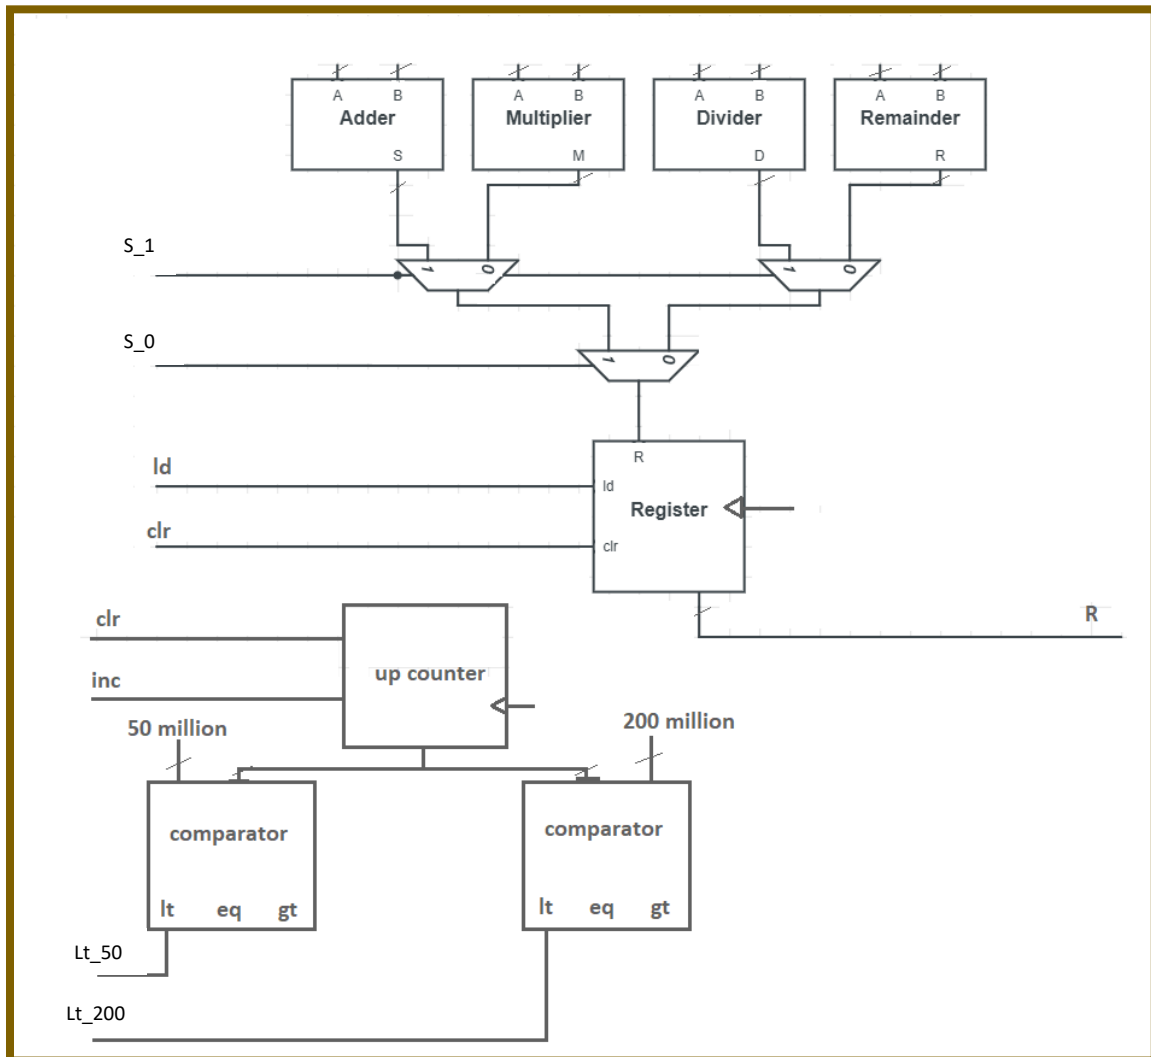 A B A B A B A B
Adder Multiplier Divider Remainder
S M D R
S_1
1 0 1 0
S_0
1 0
ld
R
ld
Register
clr
clr
clr
R
up counter
inc
50 million
200 million
comparator
comparator
lt eq gt
lt eq gt
Lt_50
Lt_200